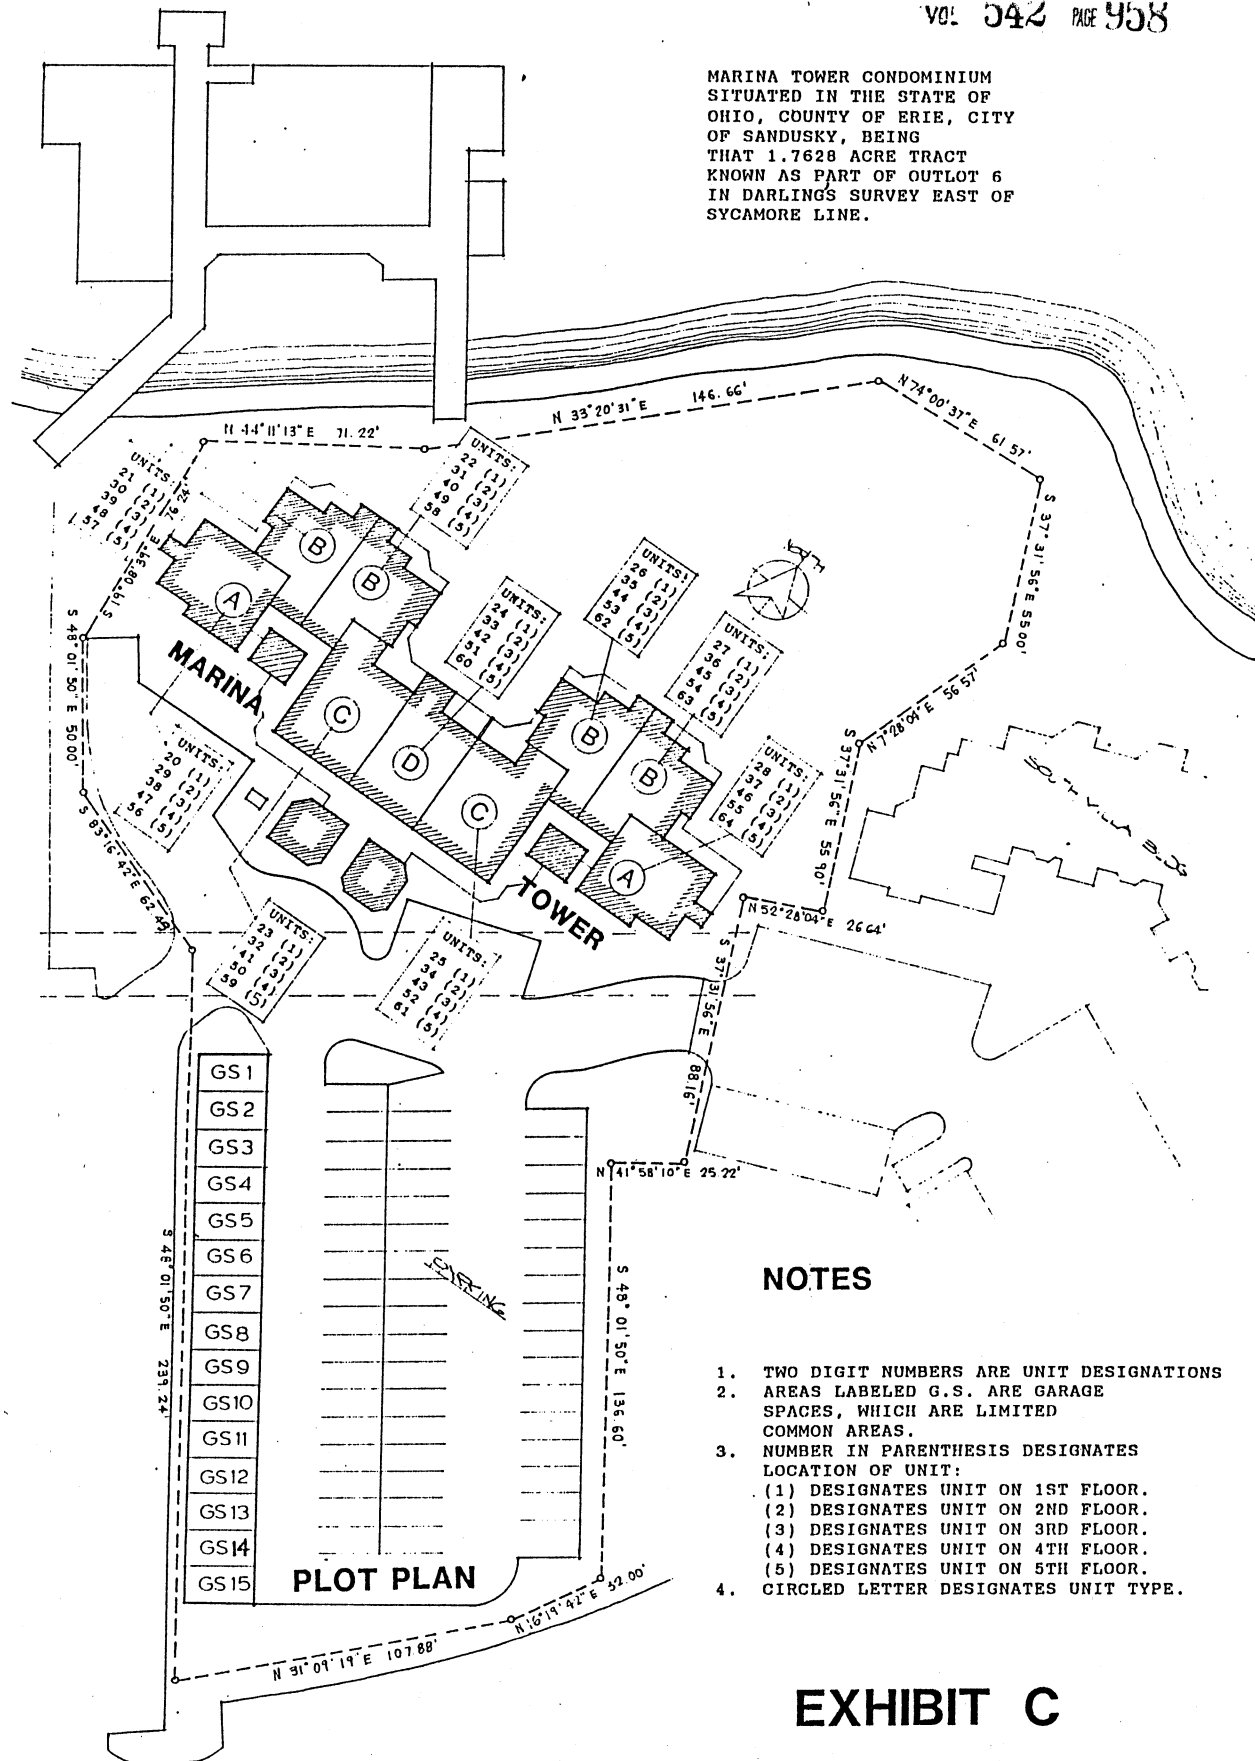 VOL 542 PAGE 958
MARINA TOWER CONDOMINIUM
SITUATED IN THE STATE OF
OHIO, COUNTY OF ERIE, CITY
OF SANDUSKY, BEING
THAT 1.7628 ACRE TRACT
KNOWN AS PART OF OUTLOT 6
IN DARLINGS SURVEY EAST OF
SYCAMORE LINE.
N 44°11'13"E 71.22'
N 33°20'31"E 146.66'
N 74°00'37"E 61.57'
S 37°31'56"E 55.00'
N 7°28'04"E 56.57'
S 37°31'56"E 55.90'
N 52°28'04"E 26.64'
S 37°31'56"E 88.16'
N 41°58'10"E 25.22'
S 48°01'50"E 136.60'
N 16°19'42"E 52.00'
N 31°09'19"E 107.88'
S 48°01'50"E 239.24'
S 83°16'42"E 62.49'
S 48°01'50"E 50.00'
S 19°08'39"E 76.24'
UNITS:
21 (1)
30 (2)
39 (3)
48 (4)
57 (5)
UNITS:
22 (1)
31 (2)
40 (3)
49 (4)
58 (5)
UNITS:
24 (1)
33 (2)
42 (3)
51 (4)
60 (5)
UNITS:
26 (1)
35 (2)
44 (3)
53 (4)
62 (5)
UNITS:
27 (1)
36 (2)
45 (3)
54 (4)
63 (5)
UNITS:
28 (1)
37 (2)
46 (3)
55 (4)
64 (5)
UNITS:
20 (1)
29 (2)
38 (3)
47 (4)
56 (5)
UNITS:
23 (1)
32 (2)
41 (3)
50 (4)
59 (5)
UNITS:
25 (1)
34 (2)
43 (3)
52 (4)
61 (5)
B
B
A
C
D
C
B
B
A
MARINA
TOWER
SOUTH VILLA BLDG
GS1
GS2
GS3
GS4
GS5
GS6
GS7
GS8
GS9
GS10
GS11
GS12
GS13
GS14
GS15
PARKING
PLOT PLAN
NOTES
1. TWO DIGIT NUMBERS ARE UNIT DESIGNATIONS
2. AREAS LABELED G.S. ARE GARAGE
SPACES, WHICH ARE LIMITED
COMMON AREAS.
3. NUMBER IN PARENTHESIS DESIGNATES
LOCATION OF UNIT:
(1) DESIGNATES UNIT ON 1ST FLOOR.
(2) DESIGNATES UNIT ON 2ND FLOOR.
(3) DESIGNATES UNIT ON 3RD FLOOR.
(4) DESIGNATES UNIT ON 4TH FLOOR.
(5) DESIGNATES UNIT ON 5TH FLOOR.
4. CIRCLED LETTER DESIGNATES UNIT TYPE.
EXHIBIT C